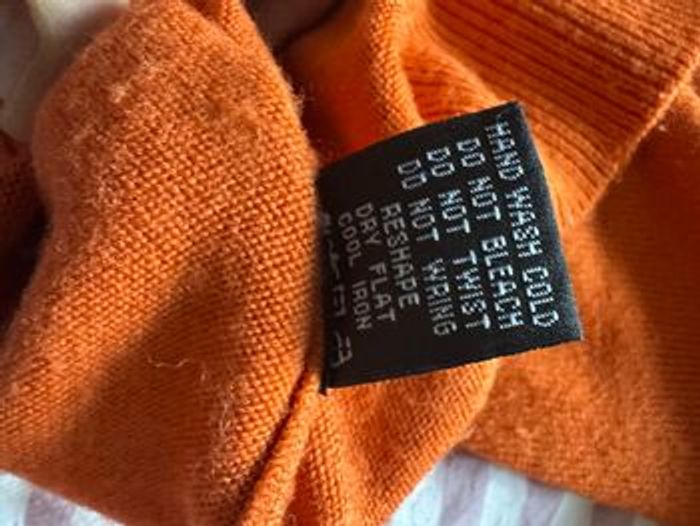 HAND WASH COLD
DO NOT BLEACH
DO NOT TWIST
DO NOT WRING
RESHAPE
DRY FLAT
COOL IRON